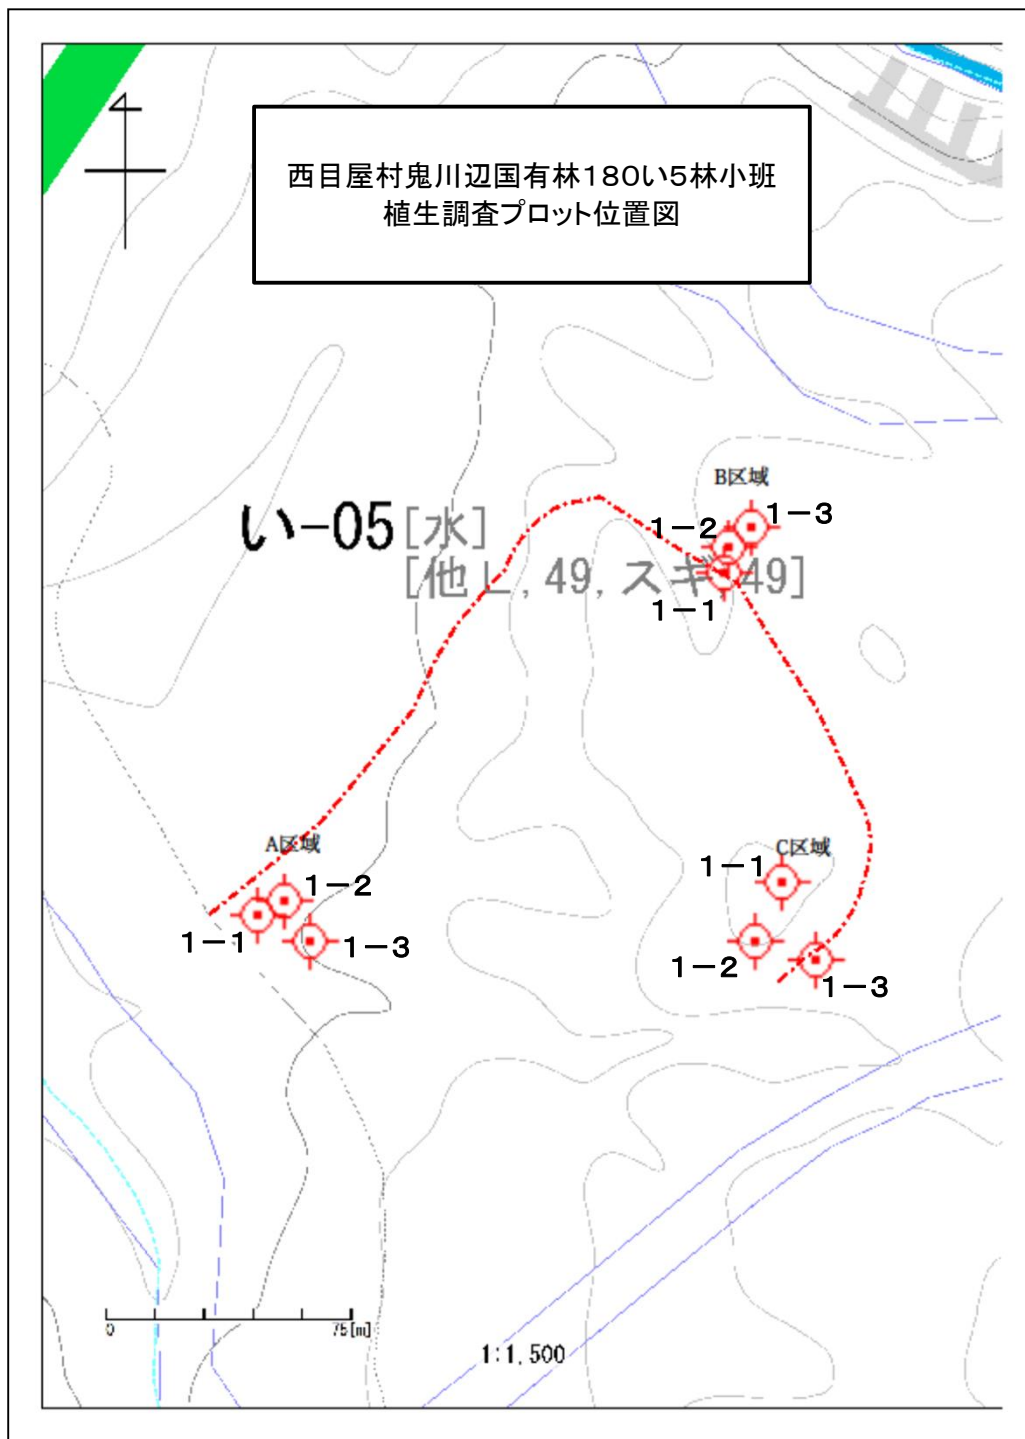 西目屋村鬼川辺国有林180い5林小班
植生調査プロット位置図
B区域
1-3
1-2
い-05
[水]
[他L, 49, スギ, 49]
1-1
A区域
1-2
1-1
1-3
C区域
1-1
1-2
1-3
0
75[m]
1:1,500